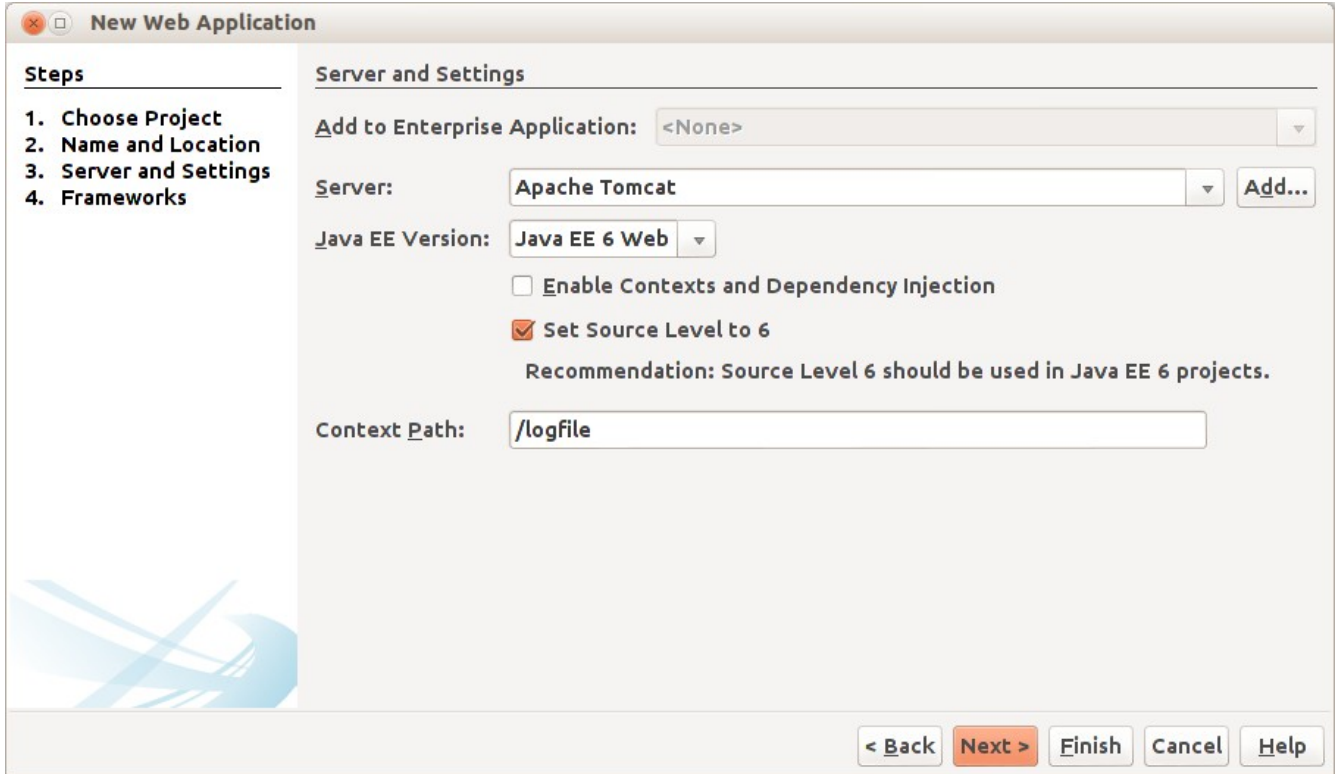 New Web Application
Steps
1. Choose Project
2. Name and Location
3. Server and Settings
4. Frameworks
Server and Settings
Add to Enterprise Application: <None>
Server: Apache Tomcat Add...
Java EE Version: Java EE 6 Web
Enable Contexts and Dependency Injection
Set Source Level to 6
Recommendation: Source Level 6 should be used in Java EE 6 projects.
Context Path: /logfile
< Back Next > Finish Cancel Help